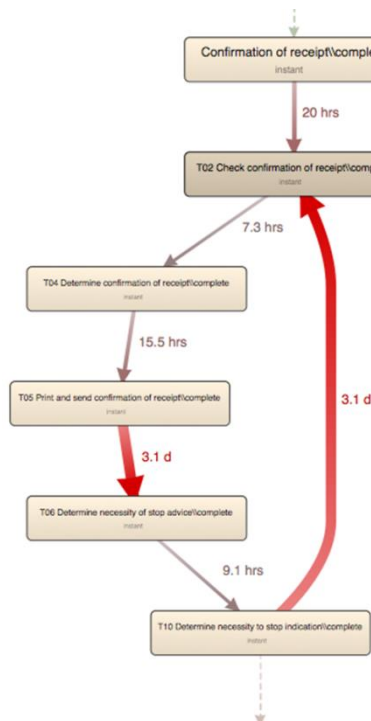 Confirmation of receipt\\comple
instant
20 hrs
T02 Check confirmation of receipt\\comp
instant
7.3 hrs
T04 Determine confirmation of receipt\\complete
instant
15.5 hrs
T05 Print and send confirmation of receipt\\complete
instant
3.1 d
3.1 d
T06 Determine necessity of stop advice\\complete
instant
9.1 hrs
T10 Determine necessity to stop indication\\complete
instant